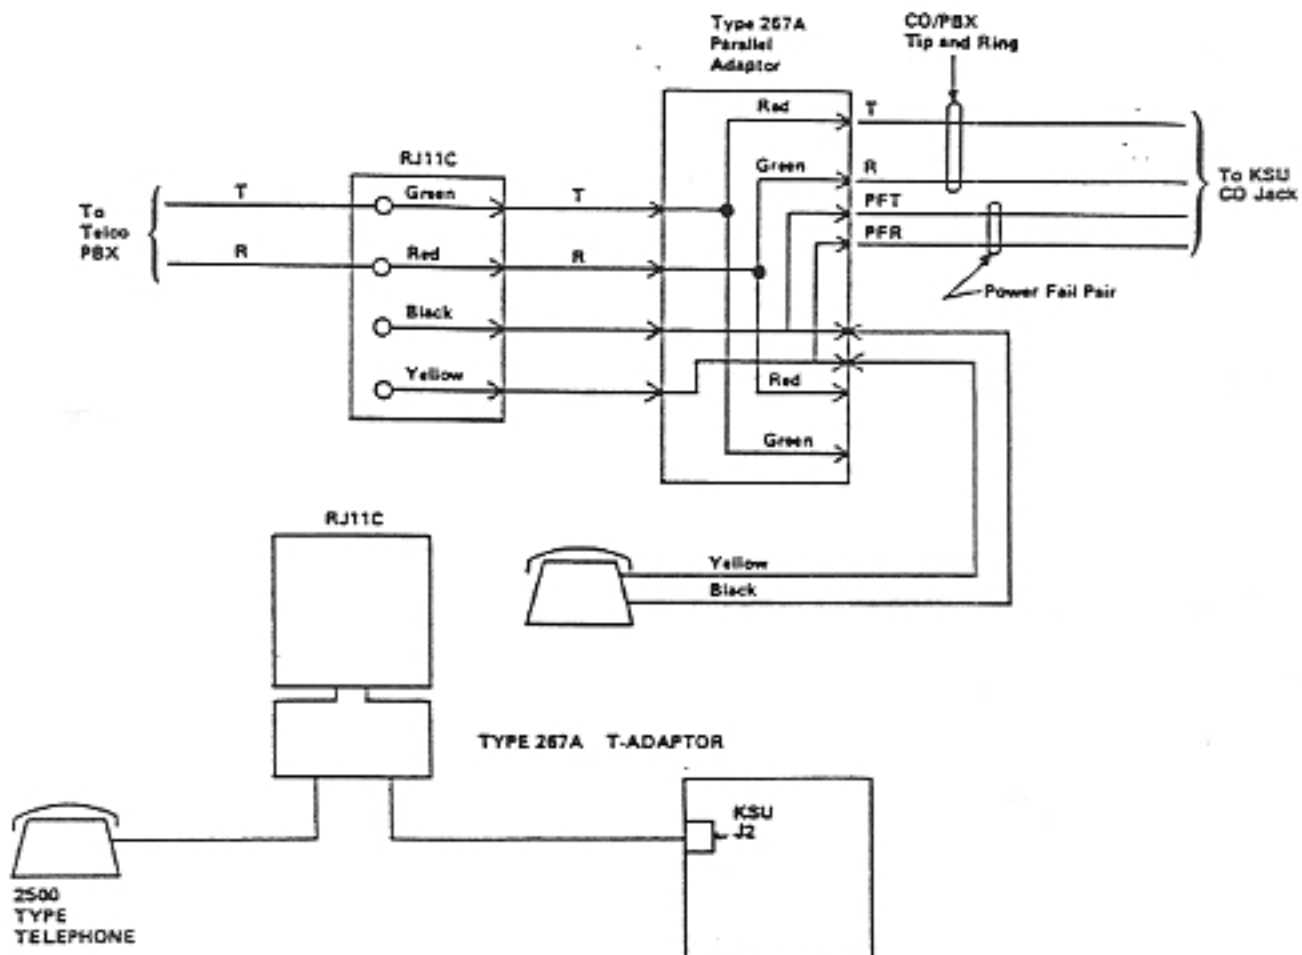 Type 267A
Parallel
Adaptor
CO/PBX
Tip and Ring
Red
T
RJ11C
Green
R
To KSU
CO Jack
T
Green
T
PFT
To
Telco
PBX
PFR
R
Red
R
Power Fail Pair
Black
Yellow
Red
Green
RJ11C
Yellow
Black
TYPE 267A T-ADAPTOR
KSU
J2
2500
TYPE
TELEPHONE